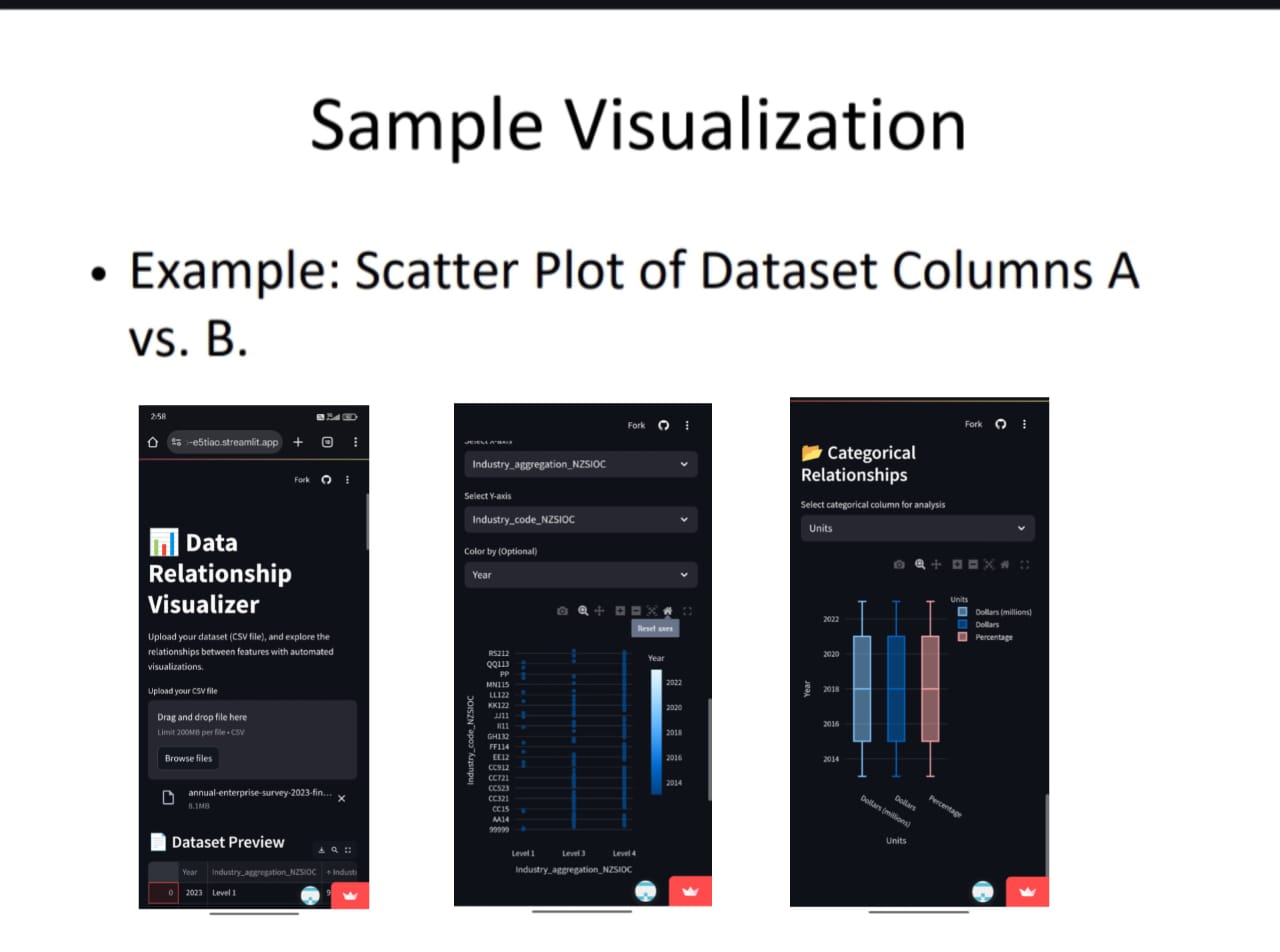 Sample Visualization
• Example: Scatter Plot of Dataset Columns A
vs. B.
2:58
:-e5tiao.streamlit.app
Fork
📊 Data
Relationship
Visualizer
Upload your dataset (CSV file), and explore the
relationships between features with automated
visualizations.
Upload your CSV file
Drag and drop file here
Limit 200MB per file • CSV
Browse files
annual-enterprise-survey-2023-fin...
8.1MB
📄 Dataset Preview
Year Industry_aggregation_NZSIOC Industi
0 2023 Level 1 9
Fork
Select X-axis
Industry_aggregation_NZSIOC
Select Y-axis
Industry_code_NZSIOC
Color by (Optional)
Year
Reset axes
Industry_code_NZSIOC
RS212
QQ113
PP
MN115
LL122
KK122
JJ11
II11
GH132
FF114
EE12
CC912
CC721
CC523
CC321
CC15
AA14
99999
Level 1 Level 3 Level 4
Industry_aggregation_NZSIOC
Year
2022
2020
2018
2016
2014
Fork
📂 Categorical
Relationships
Select categorical column for analysis
Units
Year
2022
2020
2018
2016
2014
Dollars (millions) Dollars Percentage
Units
Units
Dollars (millions)
Dollars
Percentage